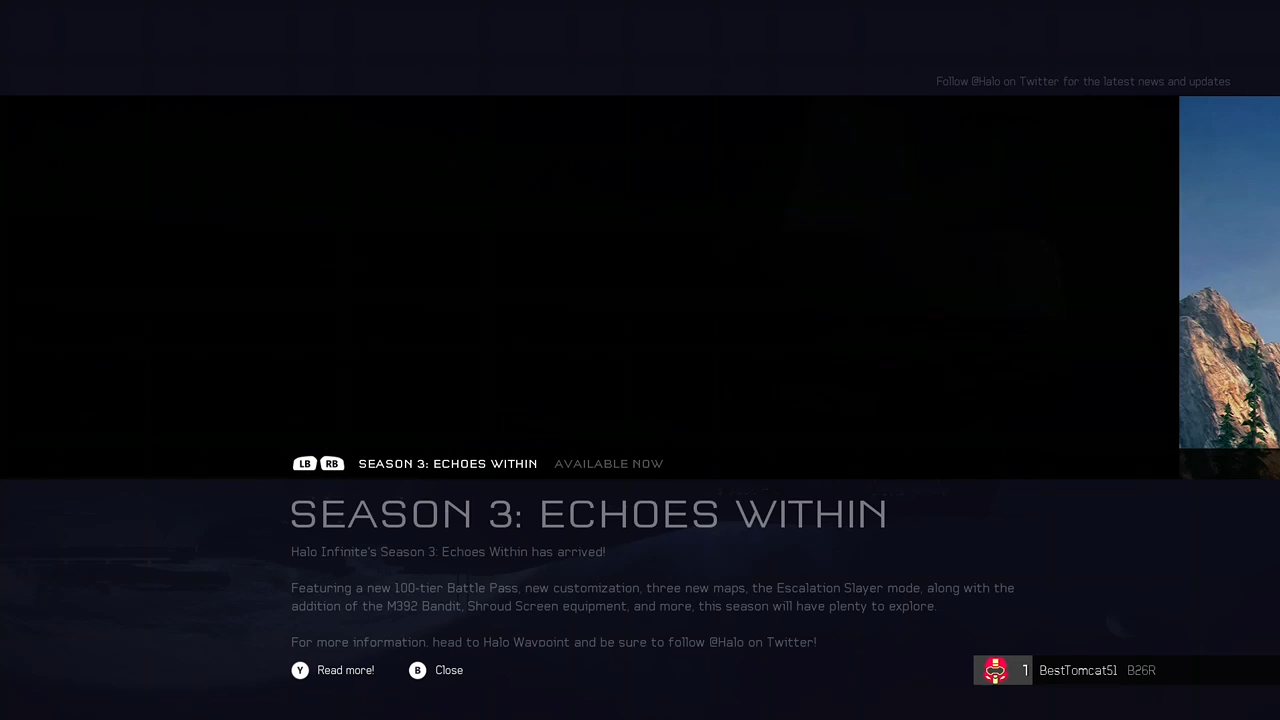 Follow @Halo on Twitter for the latest news and updates
LB RB SEASON 3: ECHOES WITHIN AVAILABLE NOW
SEASON 3: ECHOES WITHIN
Halo Infinite's Season 3: Echoes Within has arrived!
Featuring a new 100-tier Battle Pass, new customization, three new maps, the Escalation Slayer mode, along with the
addition of the M392 Bandit, Shroud Screen equipment, and more, this season will have plenty to explore.
For more information, head to Halo Waypoint and be sure to follow @Halo on Twitter!
Y Read more! B Close
1 BestTomcat51 B26R